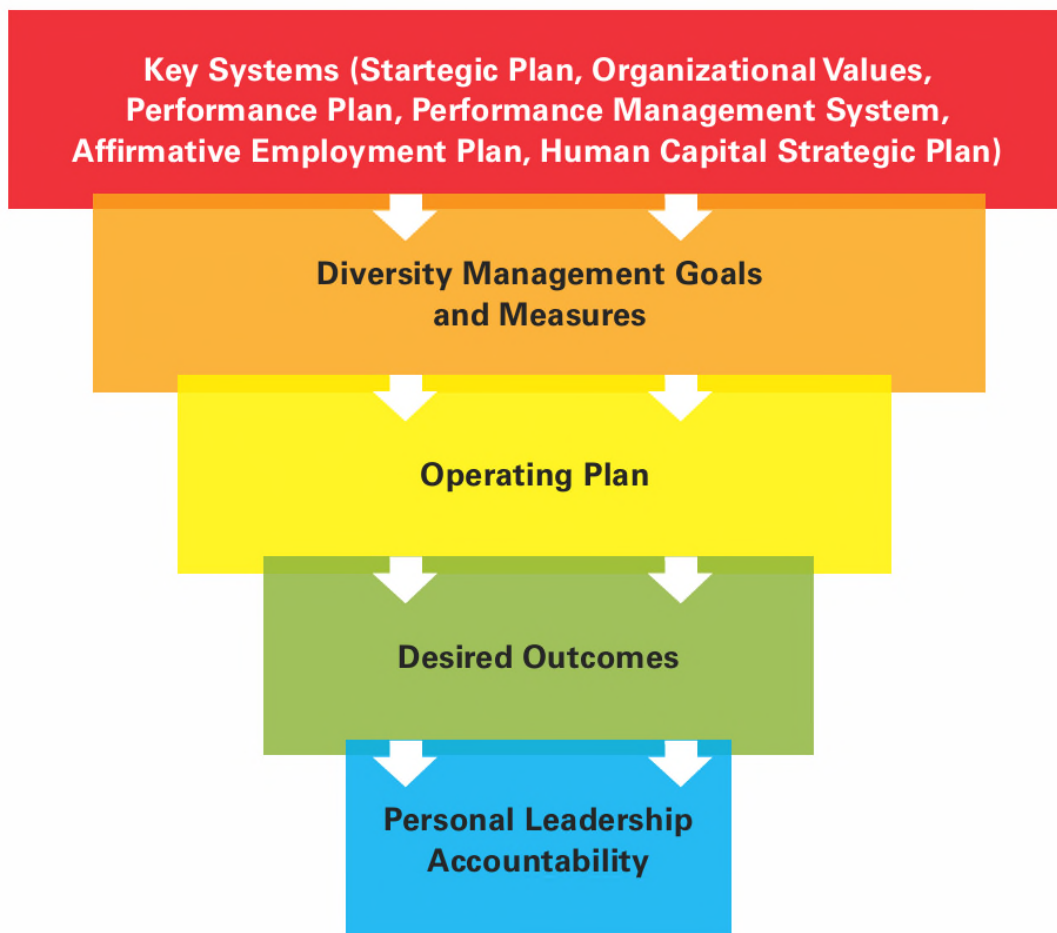 Key Systems (Startegic Plan, Organizational Values,
Performance Plan, Performance Management System,
Affirmative Employment Plan, Human Capital Strategic Plan)
Diversity Management Goals
and Measures
Operating Plan
Desired Outcomes
Personal Leadership
Accountability